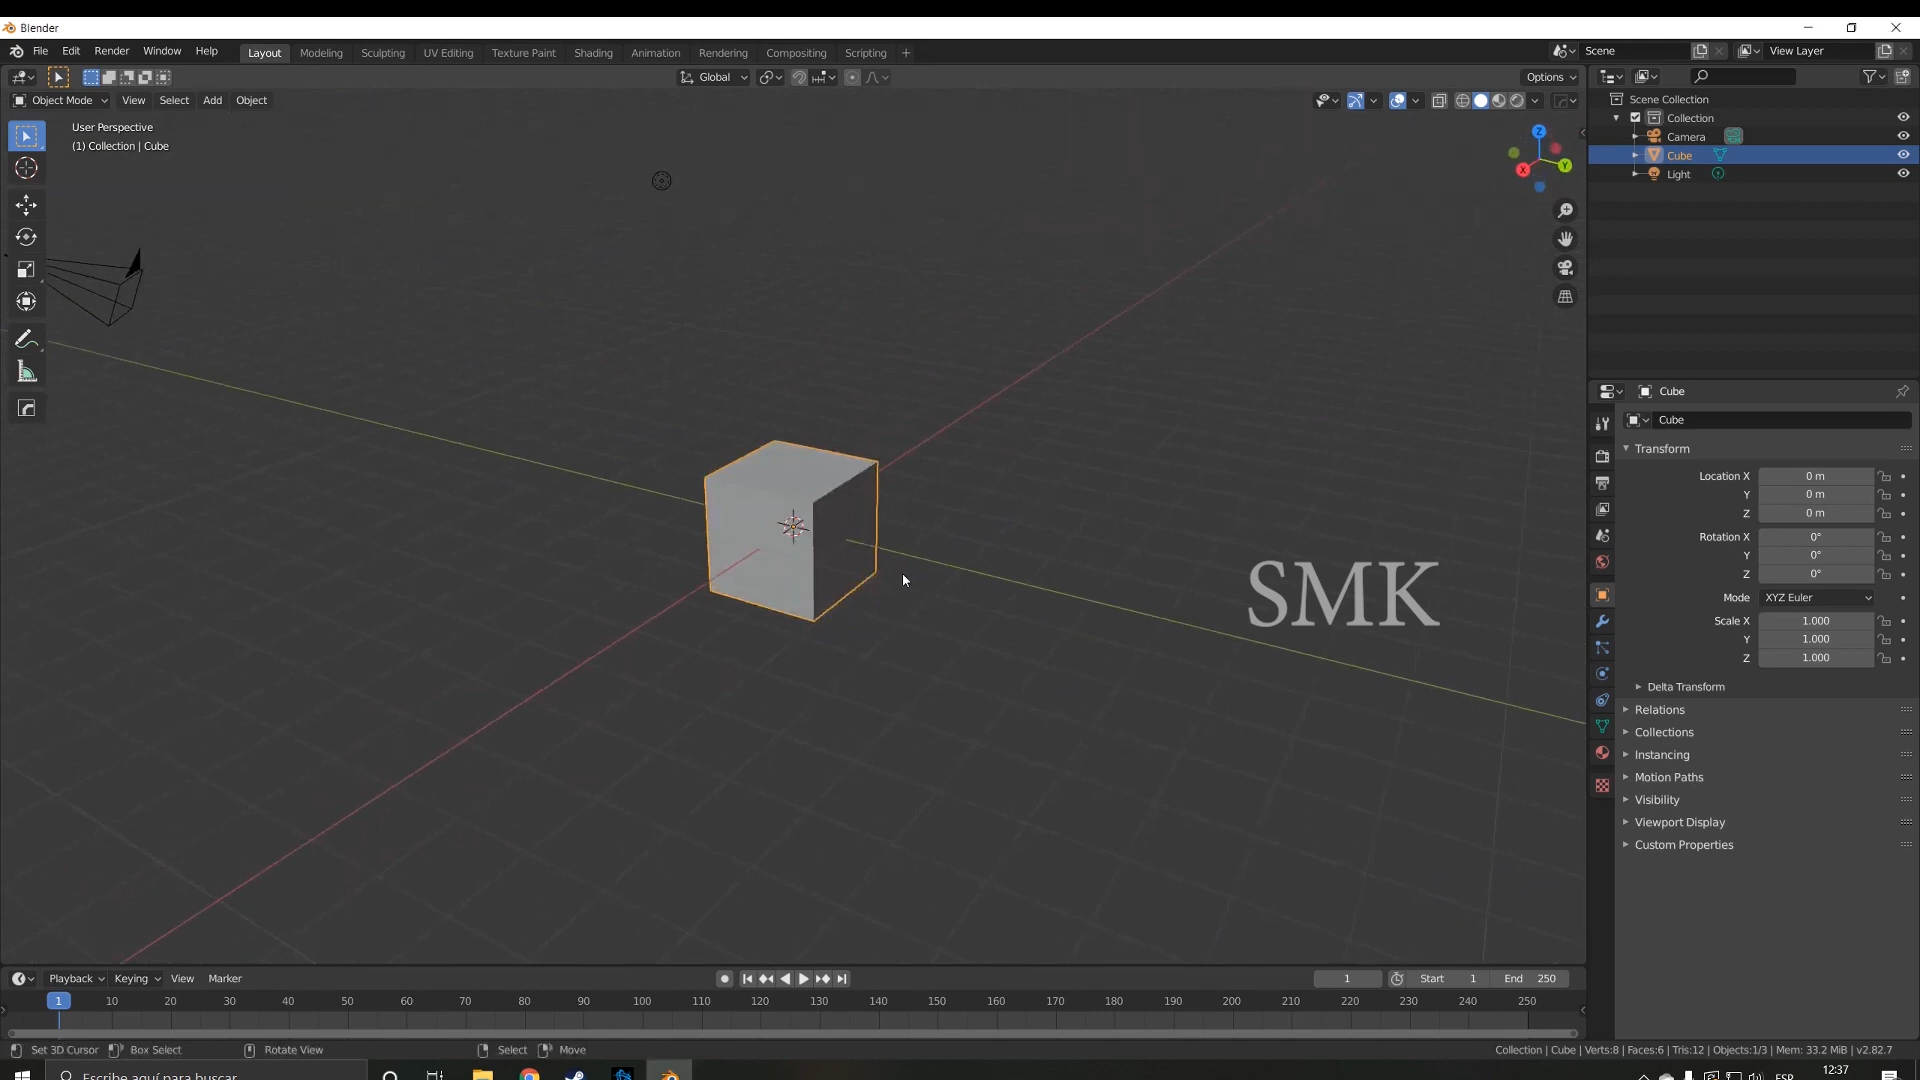 Blender
File Edit Render Window Help Layout Modeling Sculpting UV Editing Texture Paint Shading Animation Rendering Compositing Scripting + Scene View Layer
Global Options
Object Mode View Select Add Object
User Perspective
(1) Collection | Cube
Z
Y
X
SMK
Scene Collection
Collection
Camera
Cube
Light
Cube
Cube
Transform
Location X 0 m
Y 0 m
Z 0 m
Rotation X 0°
Y 0°
Z 0°
Mode XYZ Euler
Scale X 1.000
Y 1.000
Z 1.000
Delta Transform
Relations
Collections
Instancing
Motion Paths
Visibility
Viewport Display
Custom Properties
Playback Keying View Marker 1 Start 1 End 250
1 10 20 30 40 50 60 70 80 90 100 110 120 130 140 150 160 170 180 190 200 210 220 230 240 250
Set 3D Cursor Box Select Rotate View Select Move Collection | Cube | Verts:8 | Faces:6 | Tris:12 | Objects:1/3 | Mem: 33.2 MiB | v2.82.7
Escribe aquí para buscar ESP 12:37